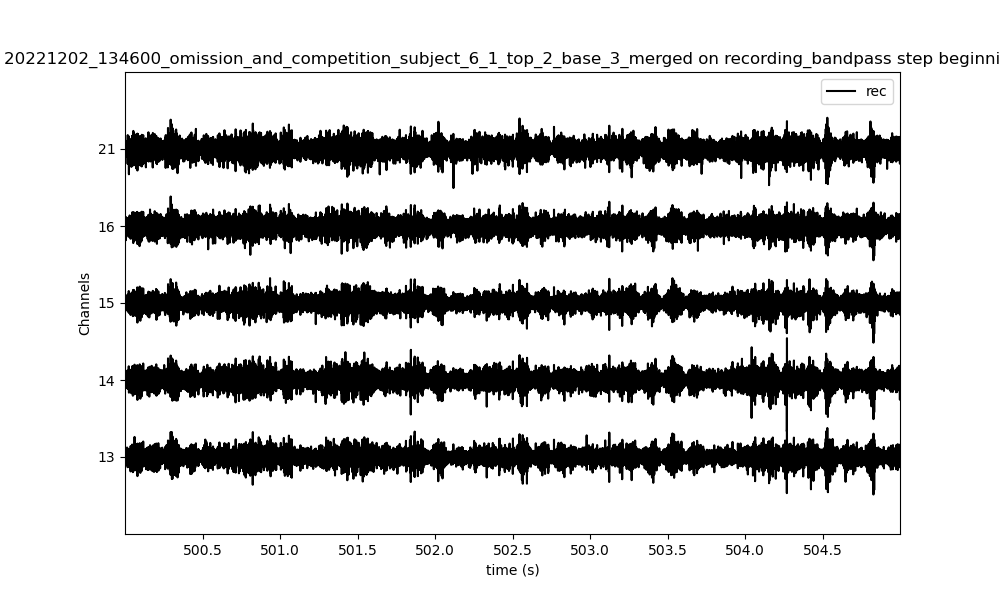 20221202_134600_omission_and_competition_subject_6_1_top_2_base_3_merged on recording_bandpass step beginni
rec
21
16
15
14
13
Channels
500.5 501.0 501.5 502.0 502.5 503.0 503.5 504.0 504.5
time (s)